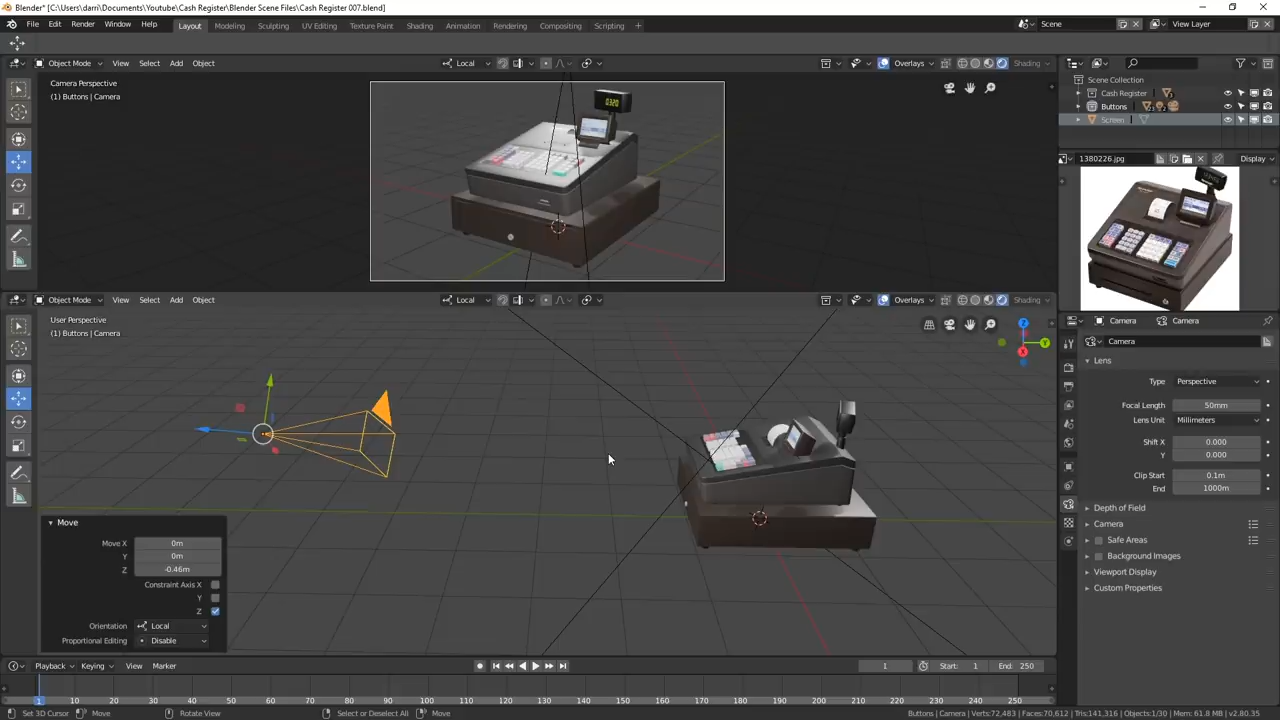 Blender* [C:\Users\darri\Documents\Youtube\Cash Register\Blender Scene Files\Cash Register 007.blend]
File Edit Render Window Help Layout Modeling Sculpting UV Editing Texture Paint Shading Animation Rendering Compositing Scripting + Scene View Layer
Object Mode View Select Add Object Local Overlays Shading
Camera Perspective
(1) Buttons | Camera
Scene Collection
Cash Register
Buttons
Screen
1380226.jpg Display
Object Mode View Select Add Object Local Overlays Shading
User Perspective
(1) Buttons | Camera
Z
Y
X
Camera Camera
Camera
Lens
Type Perspective
Focal Length 50mm
Lens Unit Millimeters
Shift X 0.000
Y 0.000
Clip Start 0.1m
End 1000m
Depth of Field
Camera
Safe Areas
Background Images
Viewport Display
Custom Properties
Move
Move X 0m
Y 0m
Z -0.46m
Constraint Axis X
Y
Z
Orientation Local
Proportional Editing Disable
Playback Keying View Marker 1 Start: 1 End: 250
1 10 20 30 40 50 60 70 80 90 100 110 120 130 140 150 160 170 180 190 200 210 220 230 240 250
Set 3D Cursor Move Rotate View Select or Deselect All Move Buttons | Camera | Verts:72,483 | Faces:70,612 | Tris:141,316 | Objects:1/30 | Mem: 61.8 MB | v2.80.35